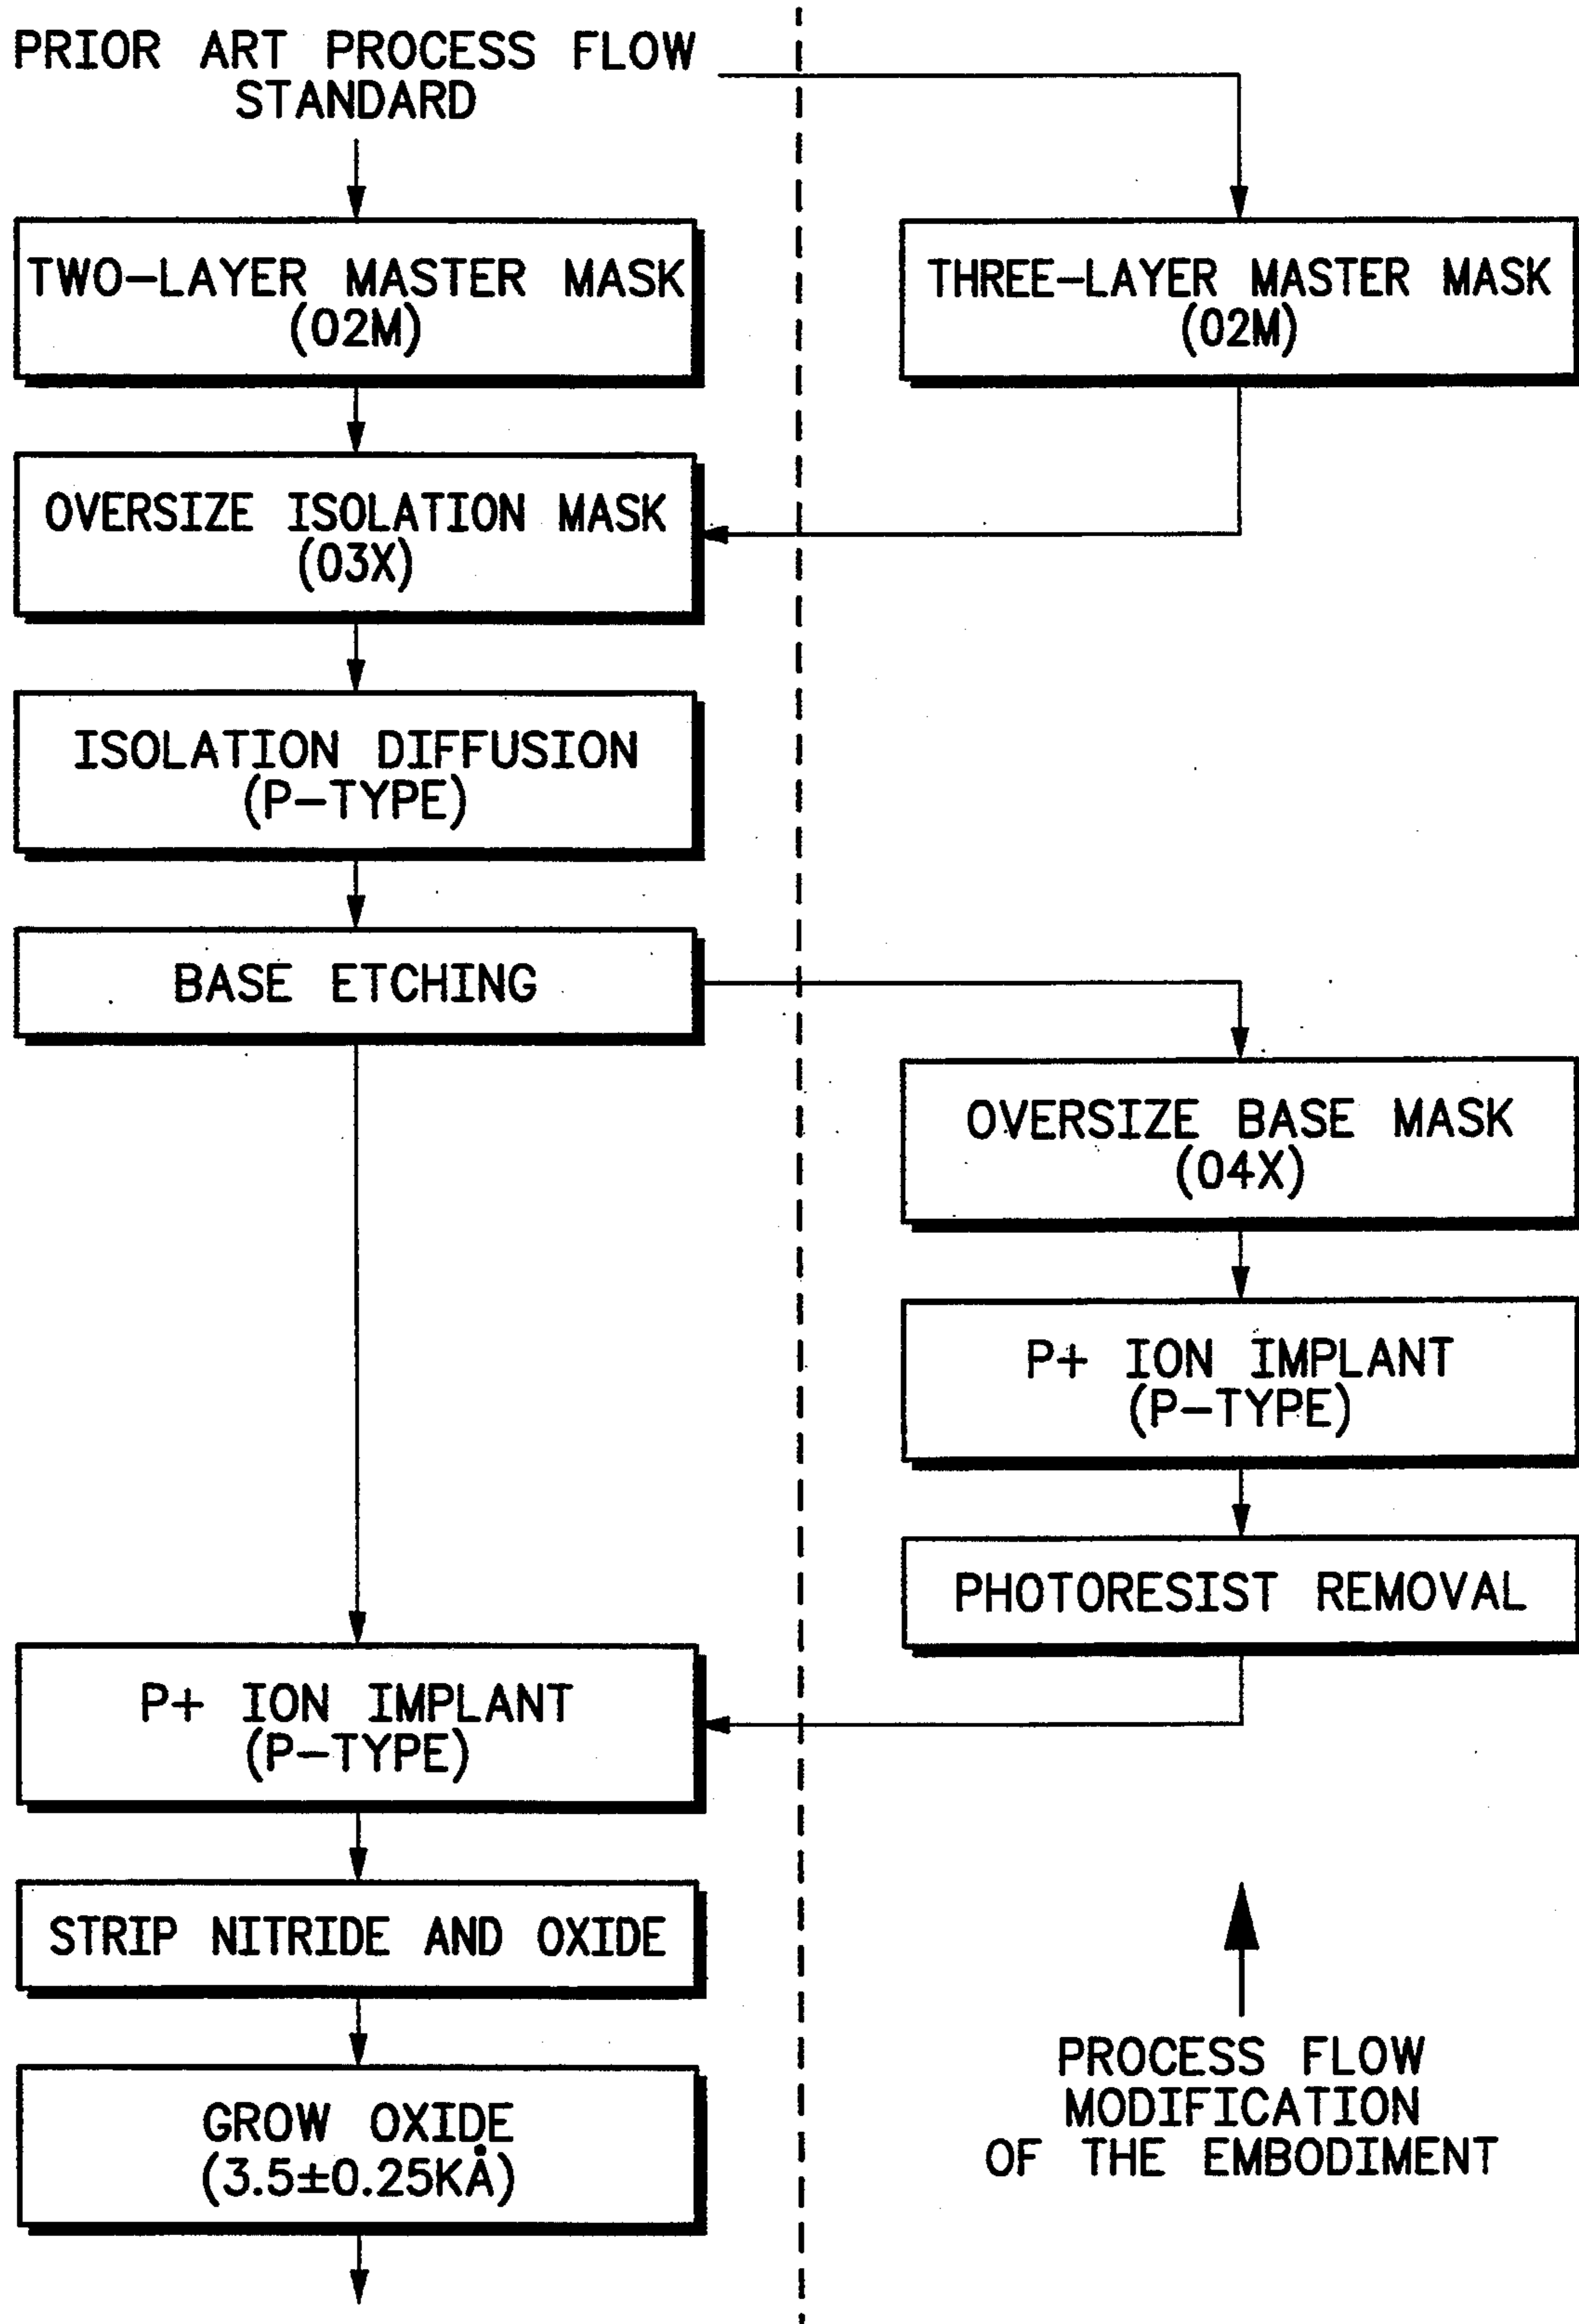 PRIOR ART PROCESS FLOW
STANDARD
TWO-LAYER MASTER MASK
(02M)
THREE-LAYER MASTER MASK
(02M)
OVERSIZE ISOLATION MASK
(03X)
ISOLATION DIFFUSION
(P-TYPE)
BASE ETCHING
OVERSIZE BASE MASK
(04X)
P+ ION IMPLANT
(P-TYPE)
PHOTORESIST REMOVAL
P+ ION IMPLANT
(P-TYPE)
STRIP NITRIDE AND OXIDE
GROW OXIDE
(3.5±0.25KÅ)
PROCESS FLOW
MODIFICATION
OF THE EMBODIMENT